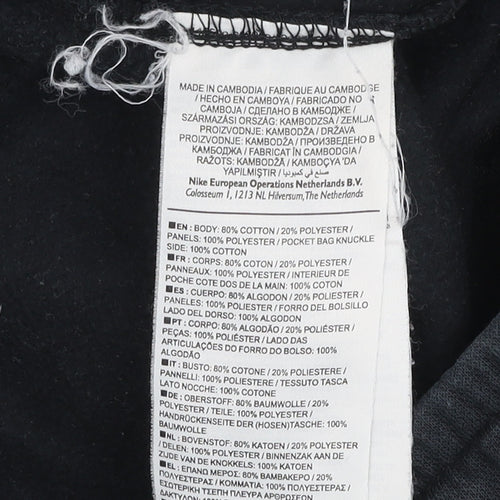 MADE IN CAMBODIA / FABRIQUE AU CAMBODGE
/ HECHO EN CAMBOYA / FABRICADO NO
CAMBOJA / СДЕЛАНО В КАМБОДЖЕ /
SZÁRMAZÁSI ORSZÁG: KAMBODZSA / ZEMLJA
PROIZVODNJE: KAMBODŽA / DRŽAVA
PROIZVODNJE: KAMBODŽA / ПРОИЗВЕДЕНО В
КАМБОДЖА / FABRICAT ÎN CAMBODGIA /
RAŽOTS: KAMBODŽĀ / KAMBOÇYA 'DA
YAPILMIŞTIR / صنع في كمبوديا
Nike European Operations Netherlands B.V.
Colosseum 1, 1213 NL Hilversum, The Netherlands
■ EN : BODY: 80% COTTON / 20% POLYESTER /
PANELS: 100% POLYESTER / POCKET BAG KNUCKLE
SIDE: 100% COTTON
■ FR : CORPS: 80% COTON / 20% POLYESTER /
PANNEAUX: 100% POLYESTER / INTERIEUR DE
POCHE COTE DOS DE LA MAIN: 100% COTON
■ ES : CUERPO: 80% ALGODON / 20% POLIESTER /
PANELES: 100% POLIESTER / FORRO DEL BOLSILLO
LADO DEL DORSO: 100% ALGODON
■ PT : CORPO: 80% ALGODÃO / 20% POLIÉSTER /
PEÇAS: 100% POLIÉSTER / LADO DAS
ARTICULAÇÕES DO FORRO DO BOLSO: 100%
ALGODÃO
■ IT : BUSTO: 80% COTONE / 20% POLIESTERE /
PANNELLI: 100% POLIESTERE / TESSUTO TASCA
LATO NOCCHE: 100% COTONE
■ DE : OBERSTOFF: 80% BAUMWOLLE / 20%
POLYESTER / TEILE: 100% POLYESTER /
HANDRÜCKENSEITE DER (HOSEN)TASCHE: 100%
BAUMWOLLE
■ NL : BOVENSTOF: 80% KATOEN / 20% POLYESTER
/ DELEN: 100% POLYESTER / BINNENZAK AAN DE
ZIJDE VAN DE KNOKKELS: 100% KATOEN
■ EL : ΕΠΑΝΩ ΜΕΡΟΣ: 80% ΒΑΜΒΑΚΕΡΟ / 20%
ΠΟΛΥΕΣΤΕΡΑΣ / ΚΟΜΜΑΤΙΑ: 100% ΠΟΛΥΕΣΤΕΡΑΣ /
ΕΣΩΤΕΡΙΚΗ ΤΣΕΠΗ ΠΛΕΥΡΑ ΑΡΘΡΩΣΕΩΝ